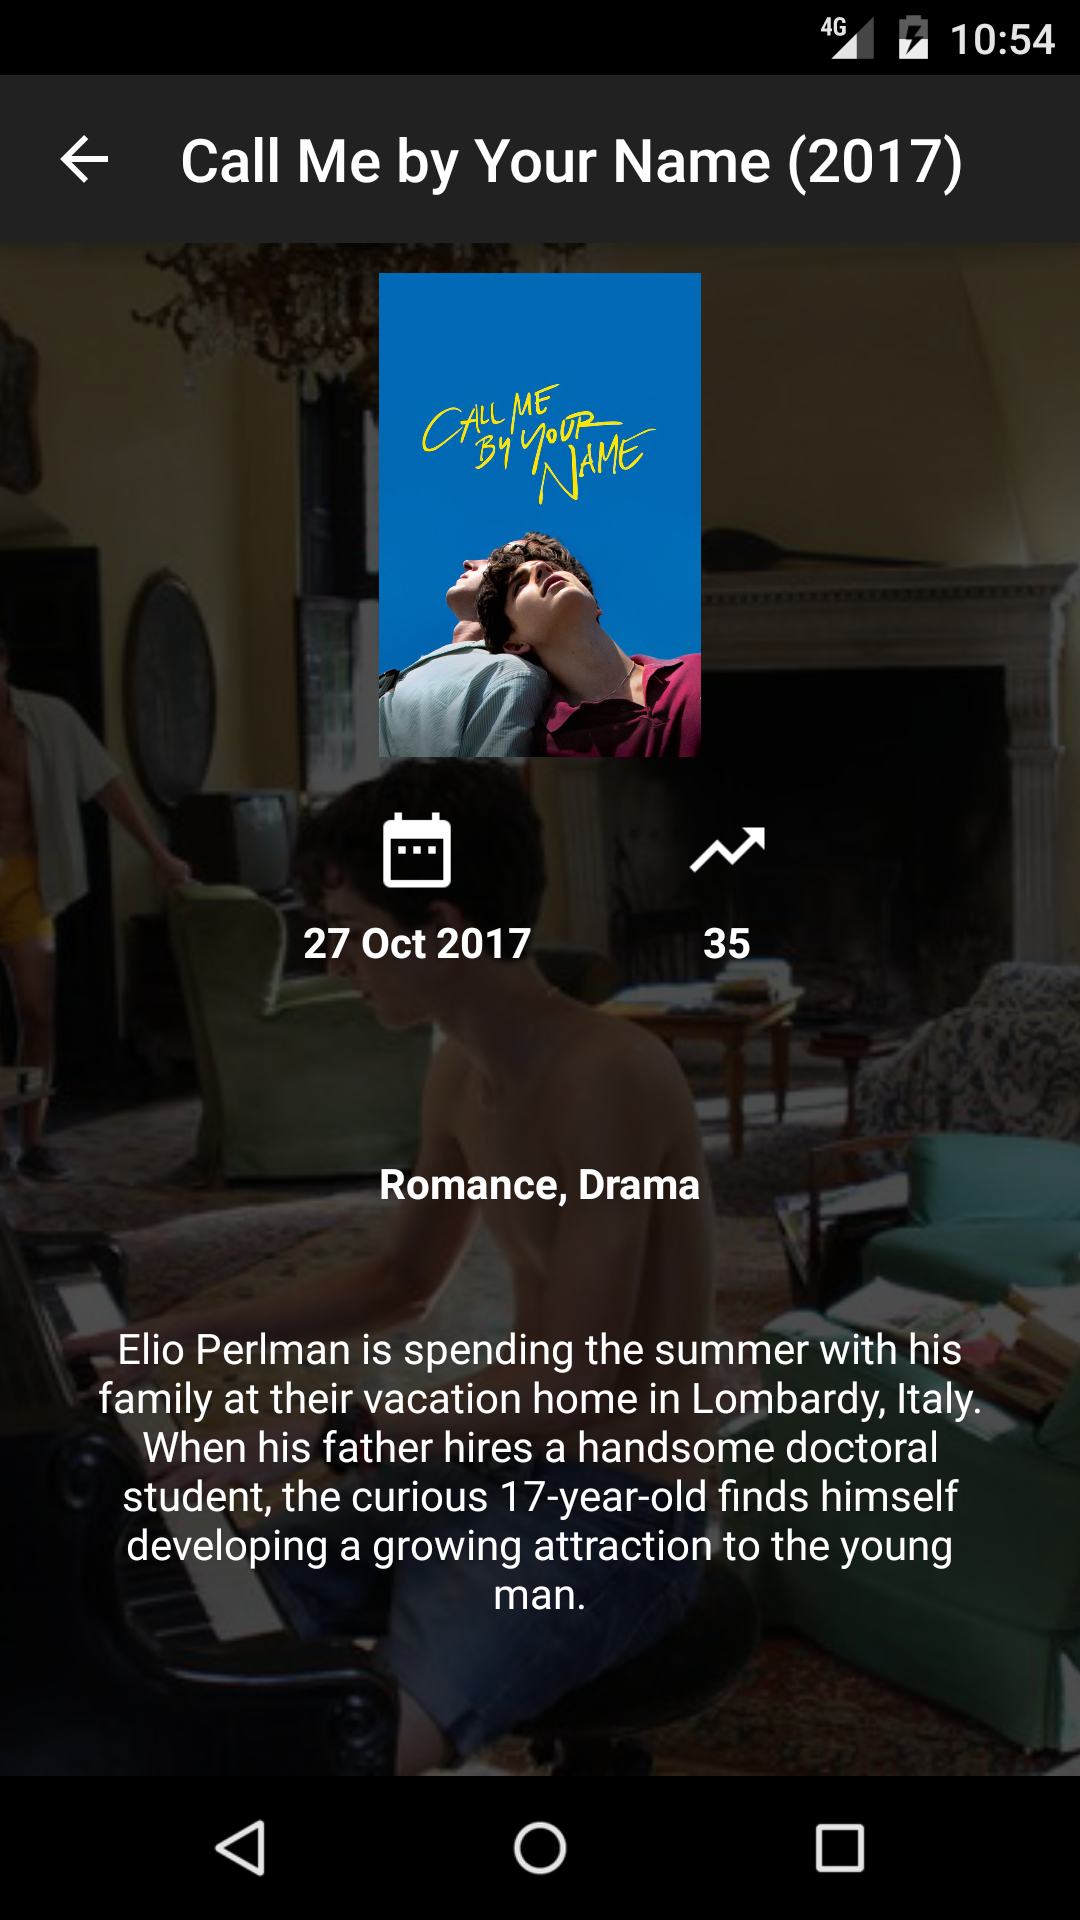 4G 10:54
Call Me by Your Name (2017)
CALL ME
BY YOUR
NAME
27 Oct 2017
35
Romance, Drama
Elio Perlman is spending the summer with his
family at their vacation home in Lombardy, Italy.
When his father hires a handsome doctoral
student, the curious 17-year-old finds himself
developing a growing attraction to the young
man.